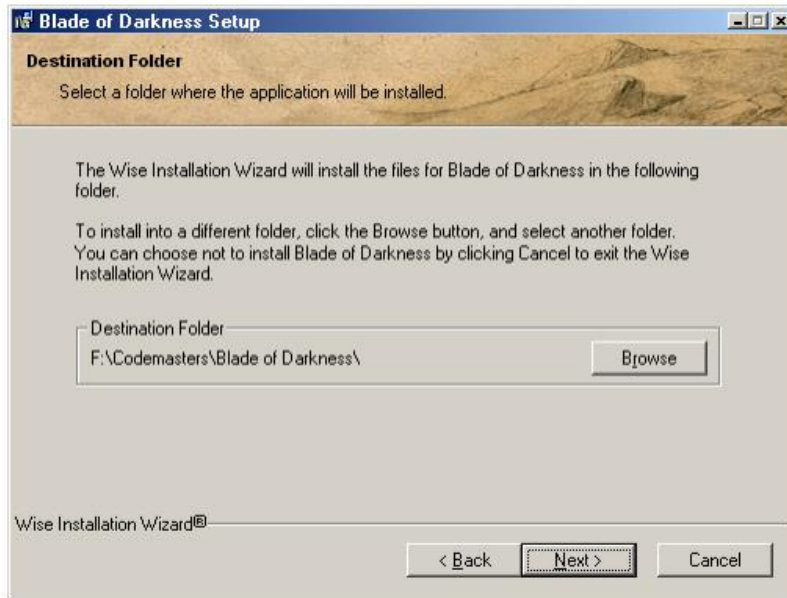 Blade of Darkness Setup
Destination Folder
Select a folder where the application will be installed.
The Wise Installation Wizard will install the files for Blade of Darkness in the following
folder.
To install into a different folder, click the Browse button, and select another folder.
You can choose not to install Blade of Darkness by clicking Cancel to exit the Wise
Installation Wizard.
Destination Folder
F:\Codemasters\Blade of Darkness\
Browse
Wise Installation Wizard®
< Back
Next >
Cancel